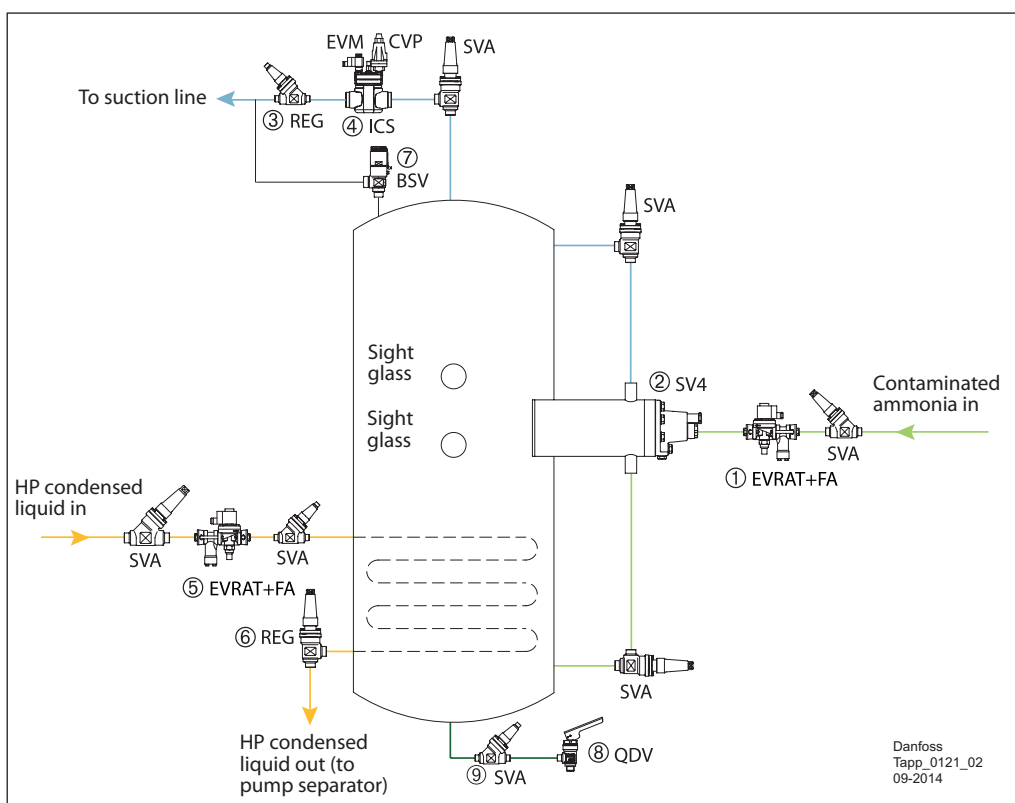 EVM CVP
SVA
To suction line
③ REG
④ ICS
⑦
BSV
SVA
Sight
glass
② SV4
Contaminated
ammonia in
Sight
glass
SVA
① EVRAT+FA
HP condensed
liquid in
SVA
SVA
⑤ EVRAT+FA
⑥ REG
SVA
HP condensed
liquid out (to
pump separator)
⑨ SVA
⑧ QDV
Danfoss
Tapp_0121_02
09-2014